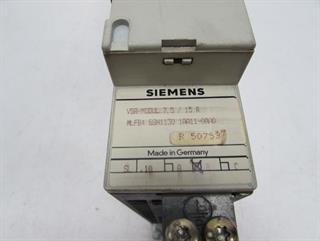 SIEMENS
VSA-MODUL 7.5 / 15 A
MLFB# 6SN1130 1AA11-0AA0
R 507537
Made in Germany